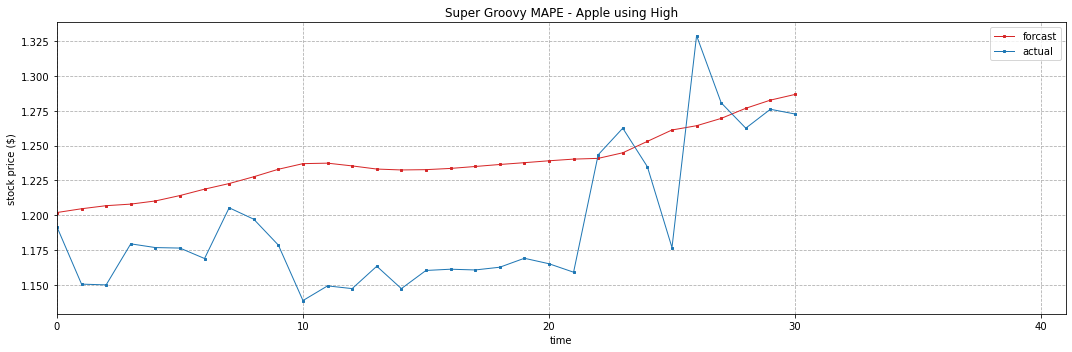 Super Groovy MAPE - Apple using High
forcast
actual
1.325
1.300
1.275
1.250
1.225
1.200
1.175
1.150
stock price ($)
0
10
20
30
40
time